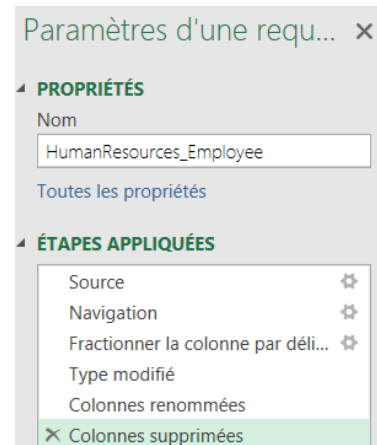 Paramètres d'une requ...
PROPRIÉTÉS
Nom
HumanResources_Employee
Toutes les propriétés
ÉTAPES APPLIQUÉES
Source
Navigation
Fractionner la colonne par déli...
Type modifié
Colonnes renommées
Colonnes supprimées